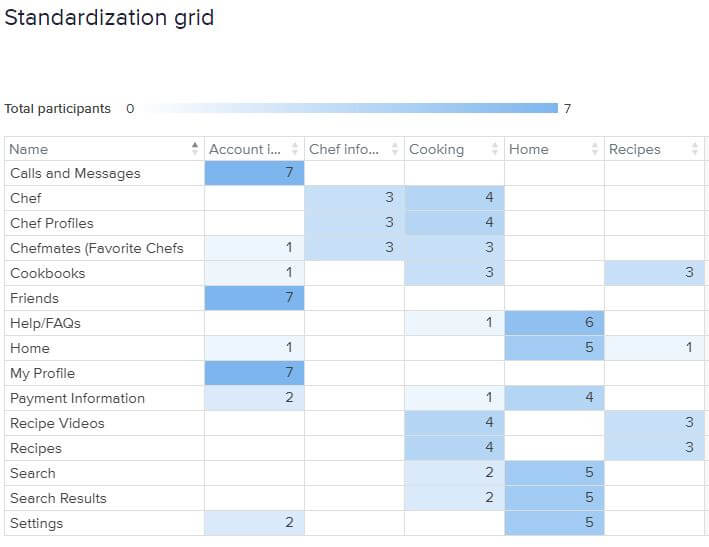 Standardization grid
Total participants 0 7
Name Account i... Chef info... Cooking Home Recipes
Calls and Messages 7
Chef 3 4
Chef Profiles 3 4
Chefmates (Favorite Chefs 1 3 3
Cookbooks 1 3 3
Friends 7
Help/FAQs 1 6
Home 1 5 1
My Profile 7
Payment Information 2 1 4
Recipe Videos 4 3
Recipes 4 3
Search 2 5
Search Results 2 5
Settings 2 5